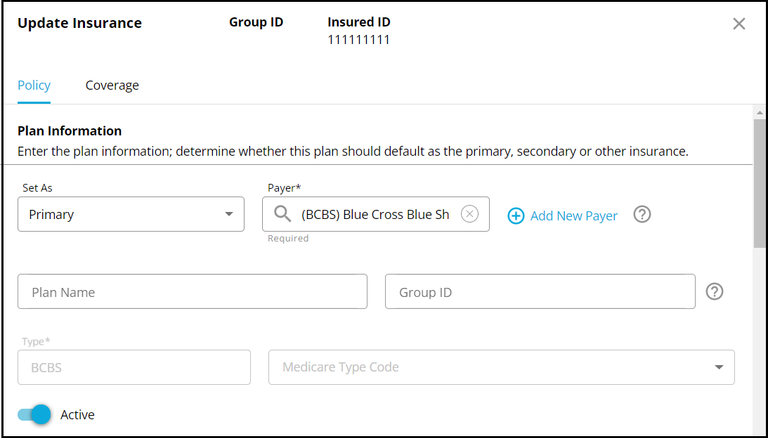 Update Insurance Group ID Insured ID
111111111
Policy Coverage
Plan Information
Enter the plan information; determine whether this plan should default as the primary, secondary or other insurance.
Set As Payer*
Primary (BCBS) Blue Cross Blue Sh Add New Payer ?
Required
Plan Name Group ID ?
Type*
BCBS Medicare Type Code
Active